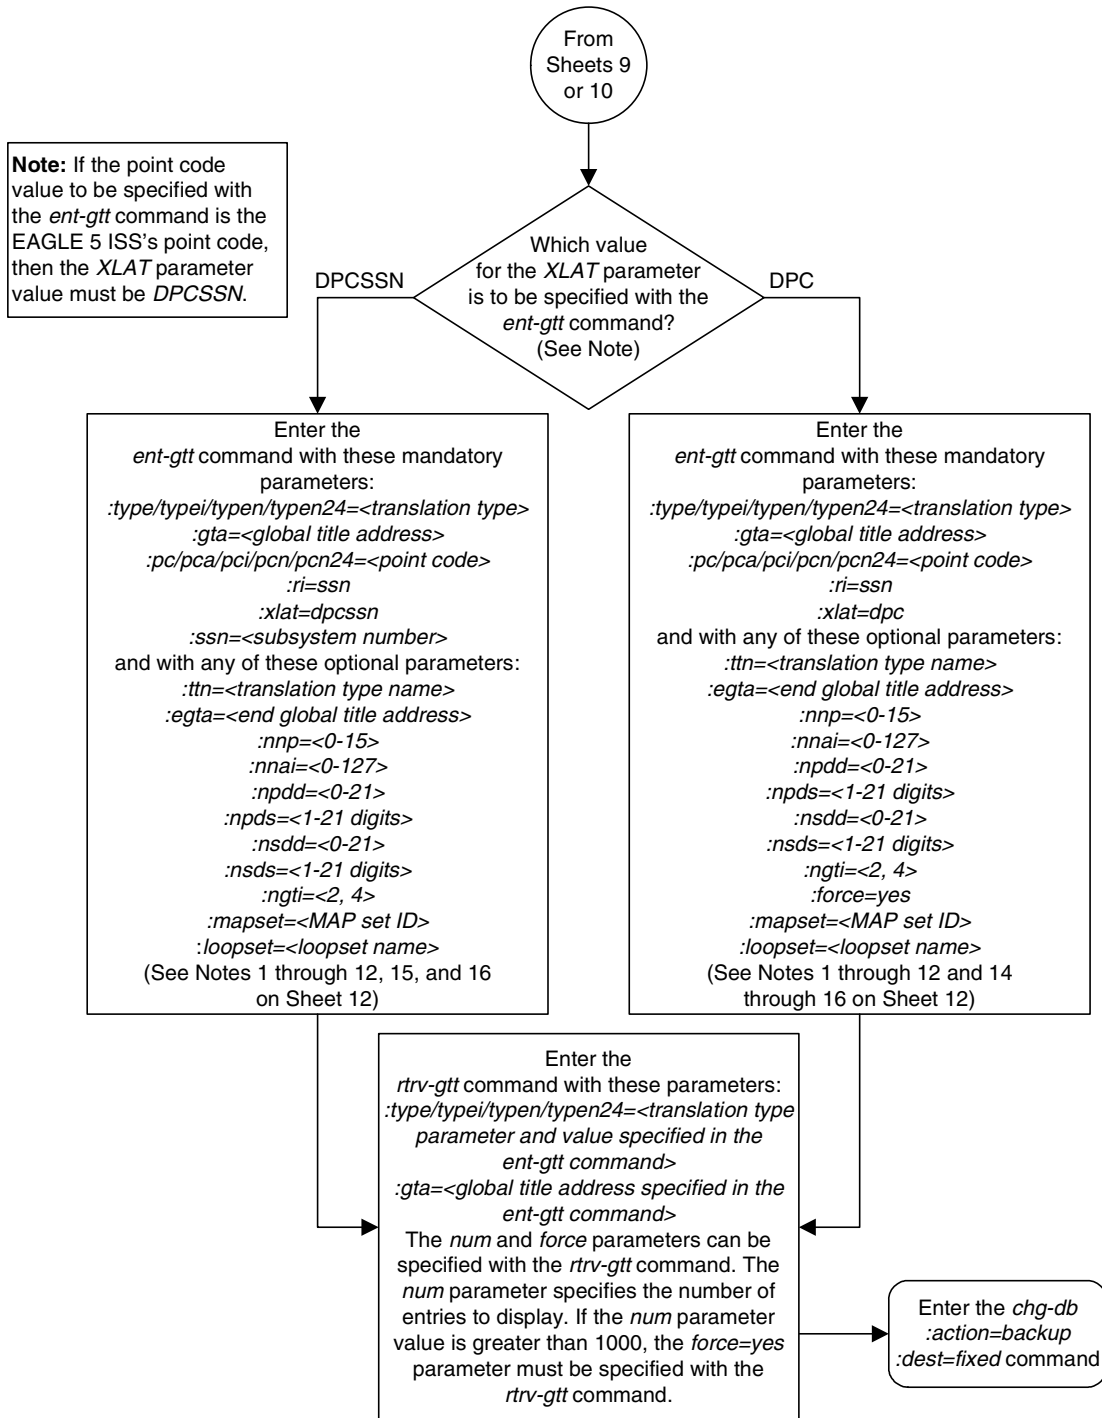 From
Sheets 9
or 10
Note: If the point code
value to be specified with
the ent-gtt command is the
EAGLE 5 ISS's point code,
then the XLAT parameter
value must be DPCSSN.
Which value
for the XLAT parameter
is to be specified with the
ent-gtt command?
(See Note)
DPCSSN
DPC
Enter the
ent-gtt command with these mandatory
parameters:
:type/typei/typen/typen24=<translation type>
:gta=<global title address>
:pc/pca/pci/pcn/pcn24=<point code>
:ri=ssn
:xlat=dpcssn
:ssn=<subsystem number>
and with any of these optional parameters:
:ttn=<translation type name>
:egta=<end global title address>
:nnp=<0-15>
:nnai=<0-127>
:npdd=<0-21>
:npds=<1-21 digits>
:nsdd=<0-21>
:nsds=<1-21 digits>
:ngti=<2, 4>
:mapset=<MAP set ID>
:loopset=<loopset name>
(See Notes 1 through 12, 15, and 16
on Sheet 12)
Enter the
ent-gtt command with these mandatory
parameters:
:type/typei/typen/typen24=<translation type>
:gta=<global title address>
:pc/pca/pci/pcn/pcn24=<point code>
:ri=ssn
:xlat=dpc
and with any of these optional parameters:
:ttn=<translation type name>
:egta=<end global title address>
:nnp=<0-15>
:nnai=<0-127>
:npdd=<0-21>
:npds=<1-21 digits>
:nsdd=<0-21>
:nsds=<1-21 digits>
:ngti=<2, 4>
:force=yes
:mapset=<MAP set ID>
:loopset=<loopset name>
(See Notes 1 through 12 and 14
through 16 on Sheet 12)
Enter the
rtrv-gtt command with these parameters:
:type/typei/typen/typen24=<translation type
parameter and value specified in the
ent-gtt command>
:gta=<global title address specified in the
ent-gtt command>
The num and force parameters can be
specified with the rtrv-gtt command. The
num parameter specifies the number of
entries to display. If the num parameter
value is greater than 1000, the force=yes
parameter must be specified with the
rtrv-gtt command.
Enter the chg-db
:action=backup
:dest=fixed command